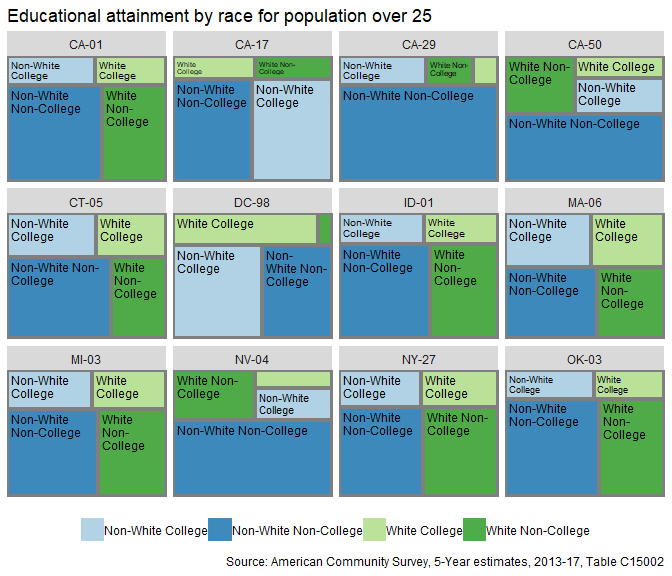 Educational attainment by race for population over 25
CA-01
CA-17
CA-29
CA-50
Non-White
College
White
College
Non-White
Non-College
White
Non-
College
White
College
White Non-
College
Non-White
Non-College
Non-White
College
Non-White
College
White Non-
College
Non-White Non-College
White Non-
College
White College
Non-White
College
Non-White Non-College
CT-05
DC-98
ID-01
MA-06
Non-White
College
White
College
Non-White Non-
College
White
Non-
College
White College
Non-White
College
Non-
White Non-
College
Non-White
College
White
College
Non-White
Non-College
White
Non-
College
Non-White
College
White
College
Non-White
Non-College
White
Non-
College
MI-03
NV-04
NY-27
OK-03
Non-White
College
White
College
Non-White
Non-College
White
Non-
College
White Non-
College
Non-White
College
Non-White Non-College
Non-White
College
White
College
Non-White
Non-College
White Non-
College
Non-White
College
White
College
Non-White
Non-College
White
Non-
College
Non-White College Non-White Non-College White College White Non-College
Source: American Community Survey, 5-Year estimates, 2013-17, Table C15002